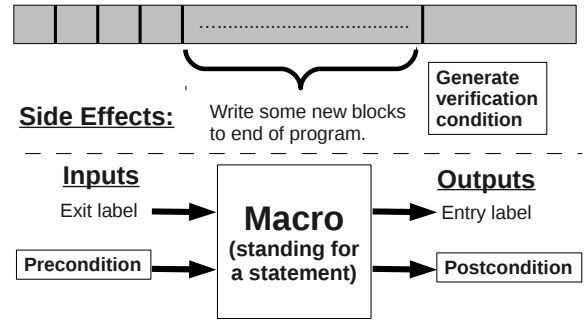 Side Effects:
Write some new blocks
to end of program.
Generate
verification
condition
Inputs
Outputs
Exit label
Macro
(standing for
a statement)
Entry label
Precondition
Postcondition